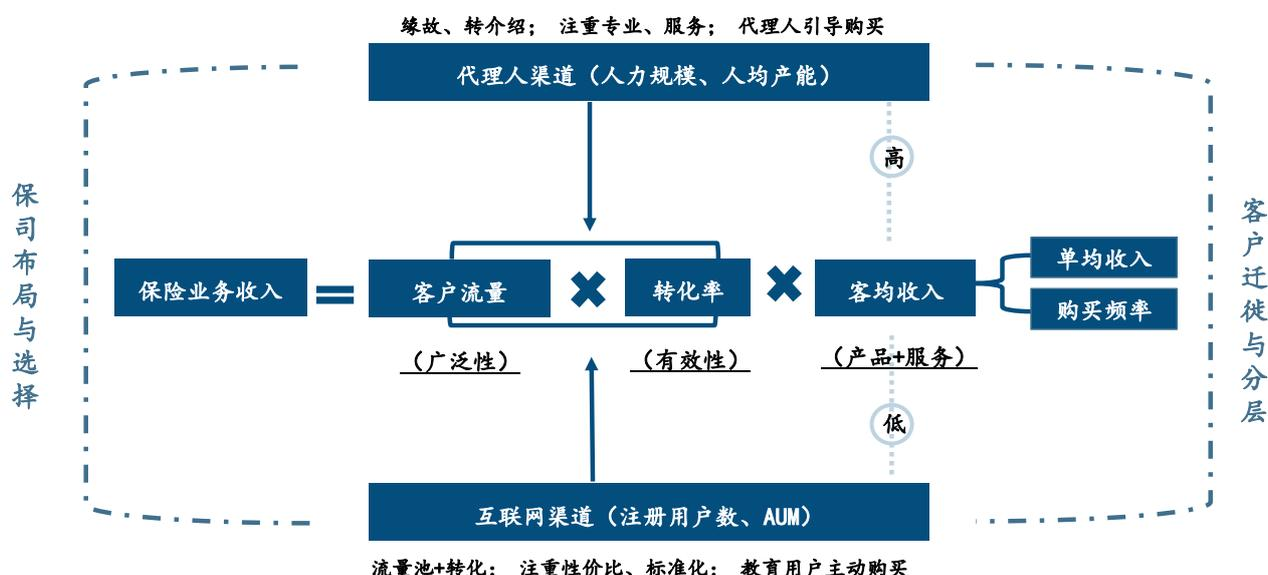 缘故、转介绍； 注重专业、服务； 代理人引导购买
代理人渠道（人力规模、人均产能）
高
保司布局与选择
保险业务收入
客户流量
转化率
客均收入
单均收入
购买频率
客户迁徙与分层
（广泛性）
（有效性）
（产品+服务）
低
互联网渠道（注册用户数、AUM）
流量池+转化； 注重性价比、标准化； 教育用户主动购买